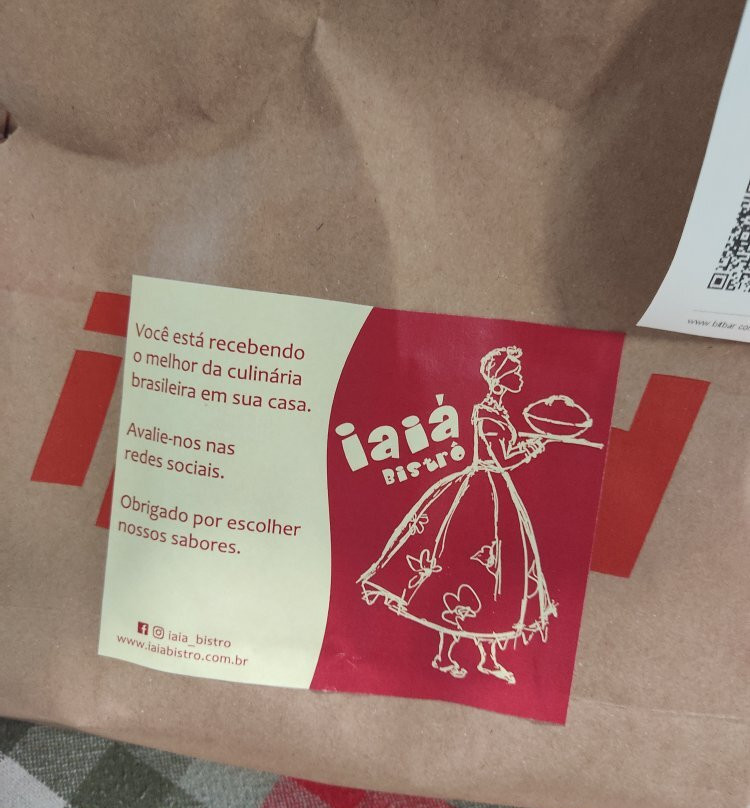 Você está recebendo
o melhor da culinária
brasileira em sua casa.
Avalie-nos nas
redes sociais.
Obrigado por escolher
nossos sabores.
iaia_bistro
www.iaiabistro.com.br
iaiá
Bistrô